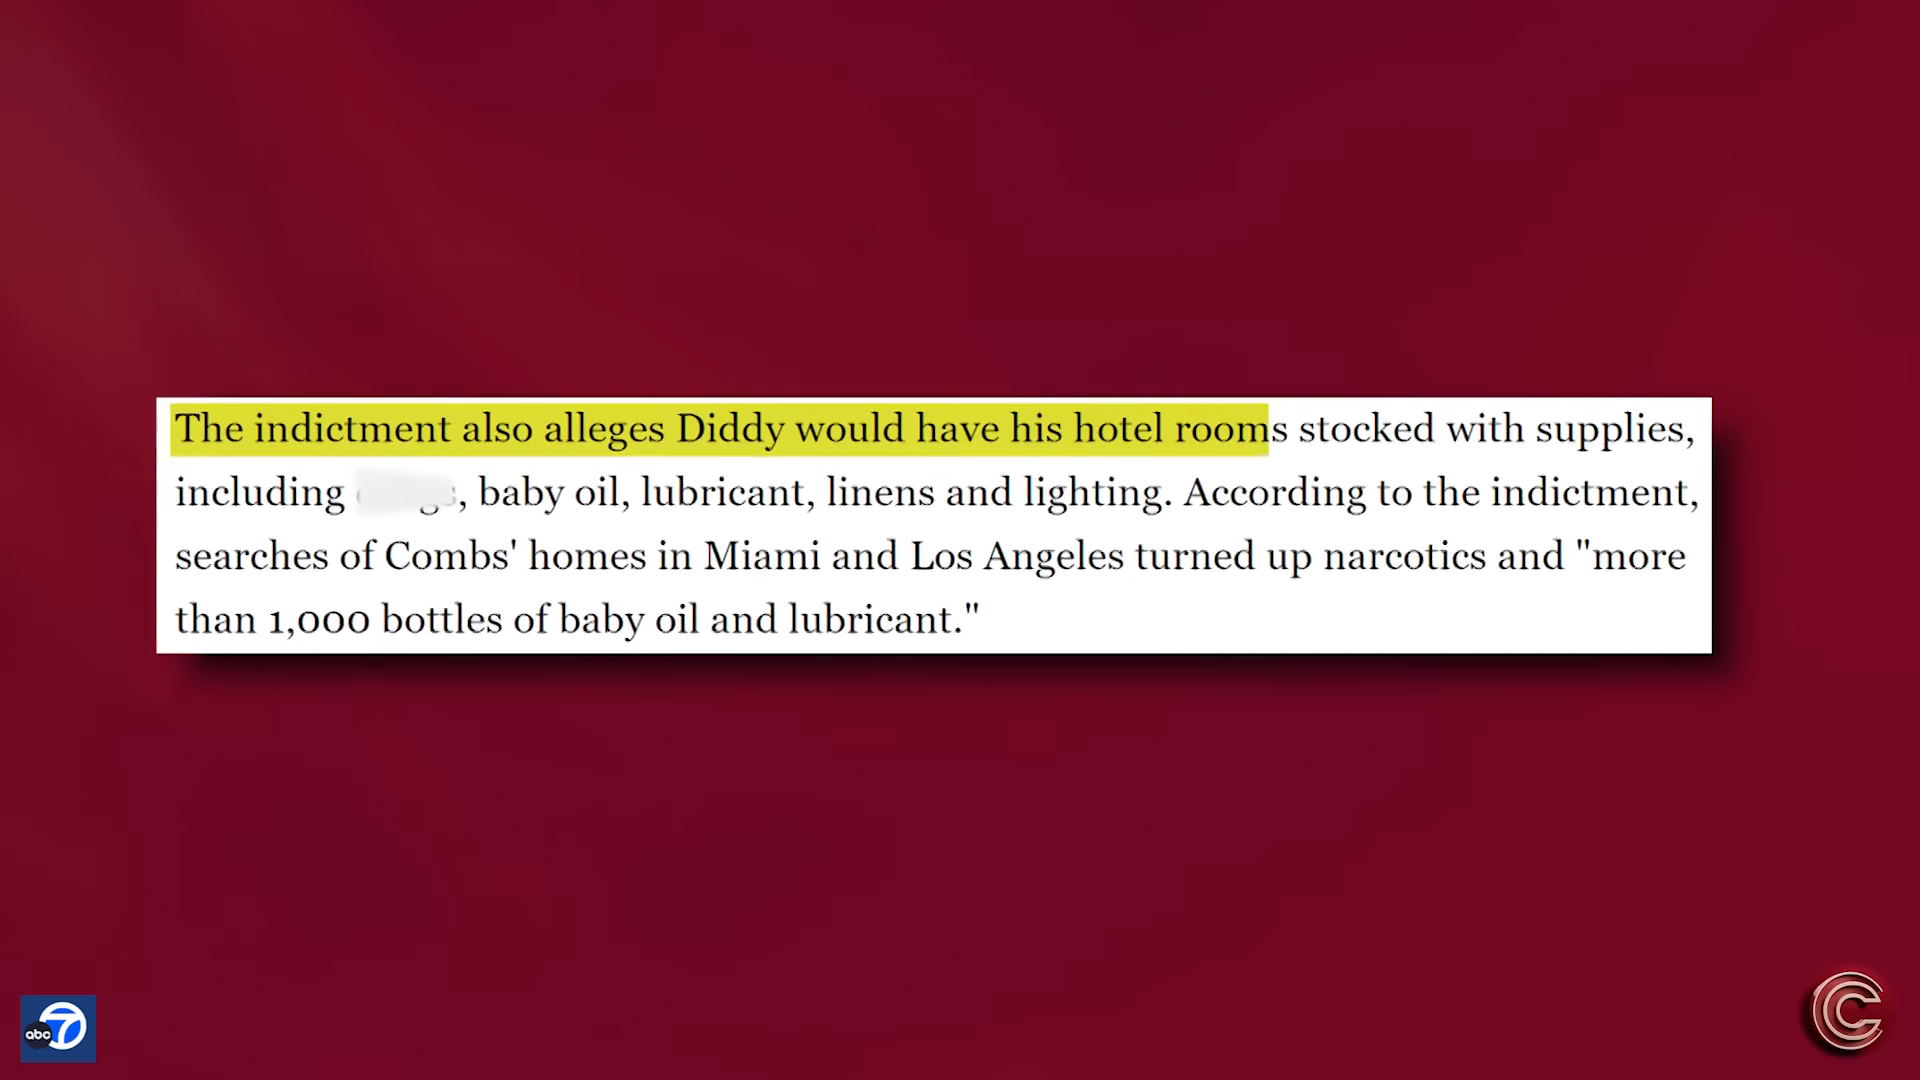 The indictment also alleges Diddy would have his hotel rooms stocked with supplies,
including , baby oil, lubricant, linens and lighting. According to the indictment,
searches of Combs' homes in Miami and Los Angeles turned up narcotics and "more
than 1,000 bottles of baby oil and lubricant."
abc 7
C